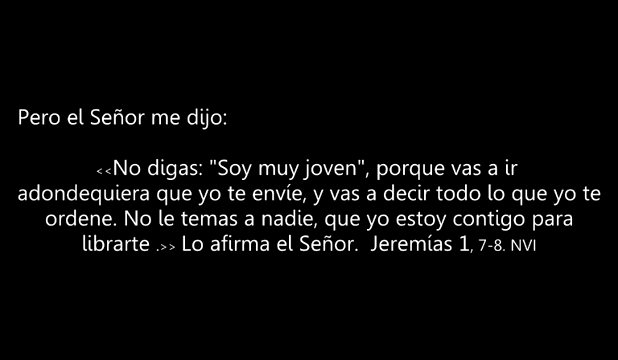 Pero el Señor me dijo:
<<No digas: "Soy muy joven", porque vas a ir
adondequiera que yo te envíe, y vas a decir todo lo que yo te
ordene. No le temas a nadie, que yo estoy contigo para
librarte .>> Lo afirma el Señor.  Jeremías 1, 7-8. NVI